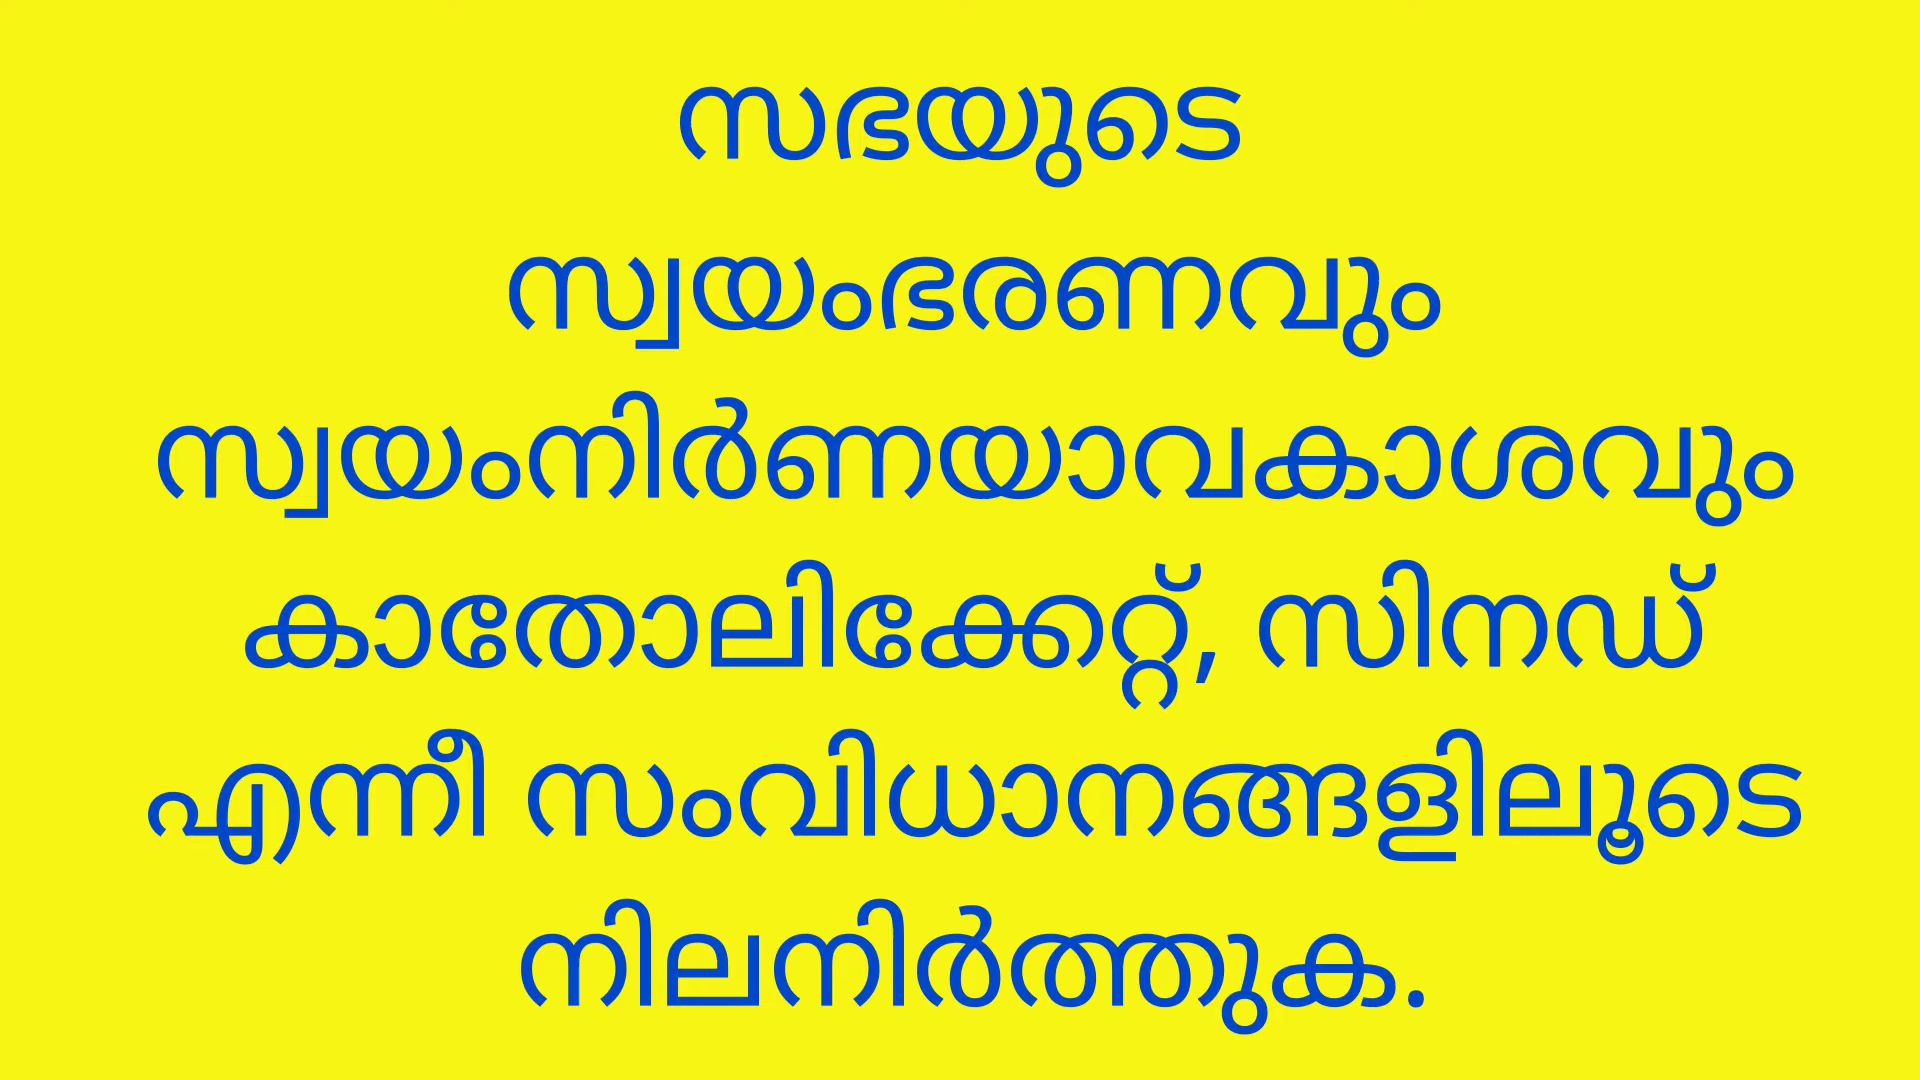 സഭയുടെ
സ്വയംഭരണവും
സ്വയംനിർണയാവകാശവും
കാതോലിക്കേറ്റ്, സിനഡ്
എന്നീ സംവിധാനങ്ങളിലൂടെ
നിലനിർത്തുക.